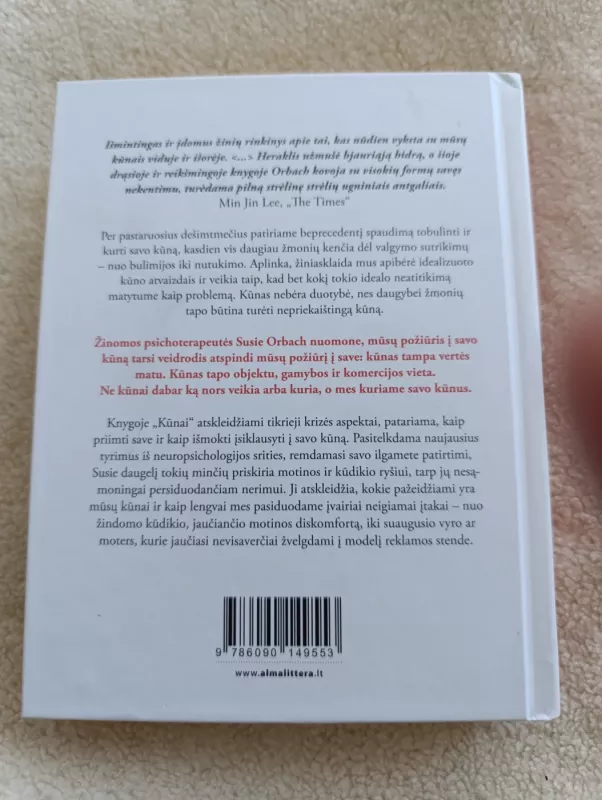 Išmintingas ir įdomus žinių rinkinys apie tai, kas nūdien vyksta su mūsų
kūnais viduje ir išorėje. <...> Heraklis užmušė bjauriąją hidrą, o šioje
drąsioje ir reikšmingoje knygoje Orbach kovoja su visokių formų savęs
nekentimu, turėdama pilną strėlinę strėlių ugniniais antgaliais.
Min Jin Lee, „The Times“
Per pastaruosius dešimtmečius patiriame beprecedentį spaudimą tobulinti ir
kurti savo kūną, kasdien vis daugiau žmonių kenčia dėl valgymo sutrikimų
– nuo bulimijos iki nutukimo. Aplinka, žiniasklaida mus apibėrė idealizuoto
kūno atvaizdais ir veikia taip, kad bet kokį tokio idealo neatitikimą
matytume kaip problemą. Kūnas nebėra duotybė, nes daugybei žmonių
tapo būtina turėti nepriekaištingą kūną.
Žinomos psichoterapeutės Susie Orbach nuomone, mūsų požiūris į savo
kūną tarsi veidrodis atspindi mūsų požiūrį į save: kūnas tampa vertės
matu. Kūnas tapo objektu, gamybos ir komercijos vieta.
Ne kūnai dabar ką nors veikia arba kuria, o mes kuriame savo kūnus.
Knygoje „Kūnai“ atskleidžiami tikrieji krizės aspektai, patariama, kaip
priimti save ir kaip išmokti įsiklausyti į savo kūną. Pasitelkdama naujausius
tyrimus iš neuropsichologijos srities, remdamasi savo ilgamete patirtimi,
Susie daugelį tokių minčių priskiria motinos ir kūdikio ryšiui, tarp jų nesą-
moningai persiduodančiam nerimui. Ji atskleidžia, kokie pažeidžiami yra
mūsų kūnai ir kaip lengvai mes pasiduodame įvairiai neigiamai įtakai – nuo
žindomo kūdikio, jaučiančio motinos diskomfortą, iki suaugusio vyro ar
moters, kurie jaučiasi nevisaverčiai žvelgdami į modelį reklamos stende.
9 786090 149553
www.almalittera.lt